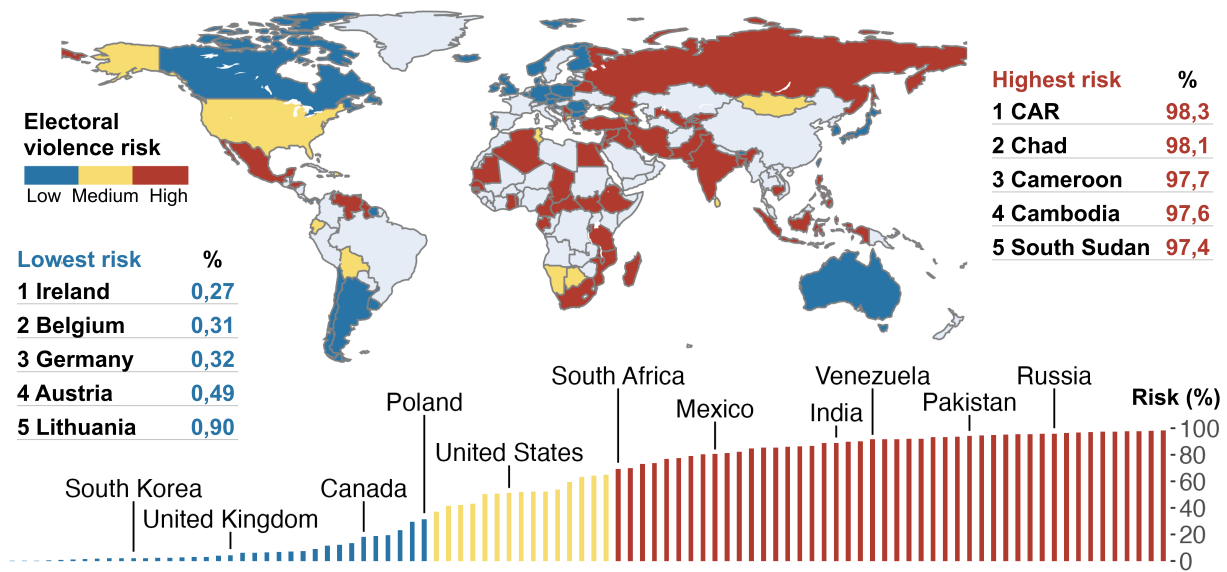 Electoral
violence risk
Low Medium High
Highest risk %
1 CAR 98,3
2 Chad 98,1
3 Cameroon 97,7
4 Cambodia 97,6
5 South Sudan 97,4
Lowest risk %
1 Ireland 0,27
2 Belgium 0,31
3 Germany 0,32
4 Austria 0,49
5 Lithuania 0,90
South Korea
United Kingdom
Canada
Poland
United States
South Africa
Mexico
India
Venezuela
Pakistan
Russia
Risk (%)
100
80
60
40
20
0